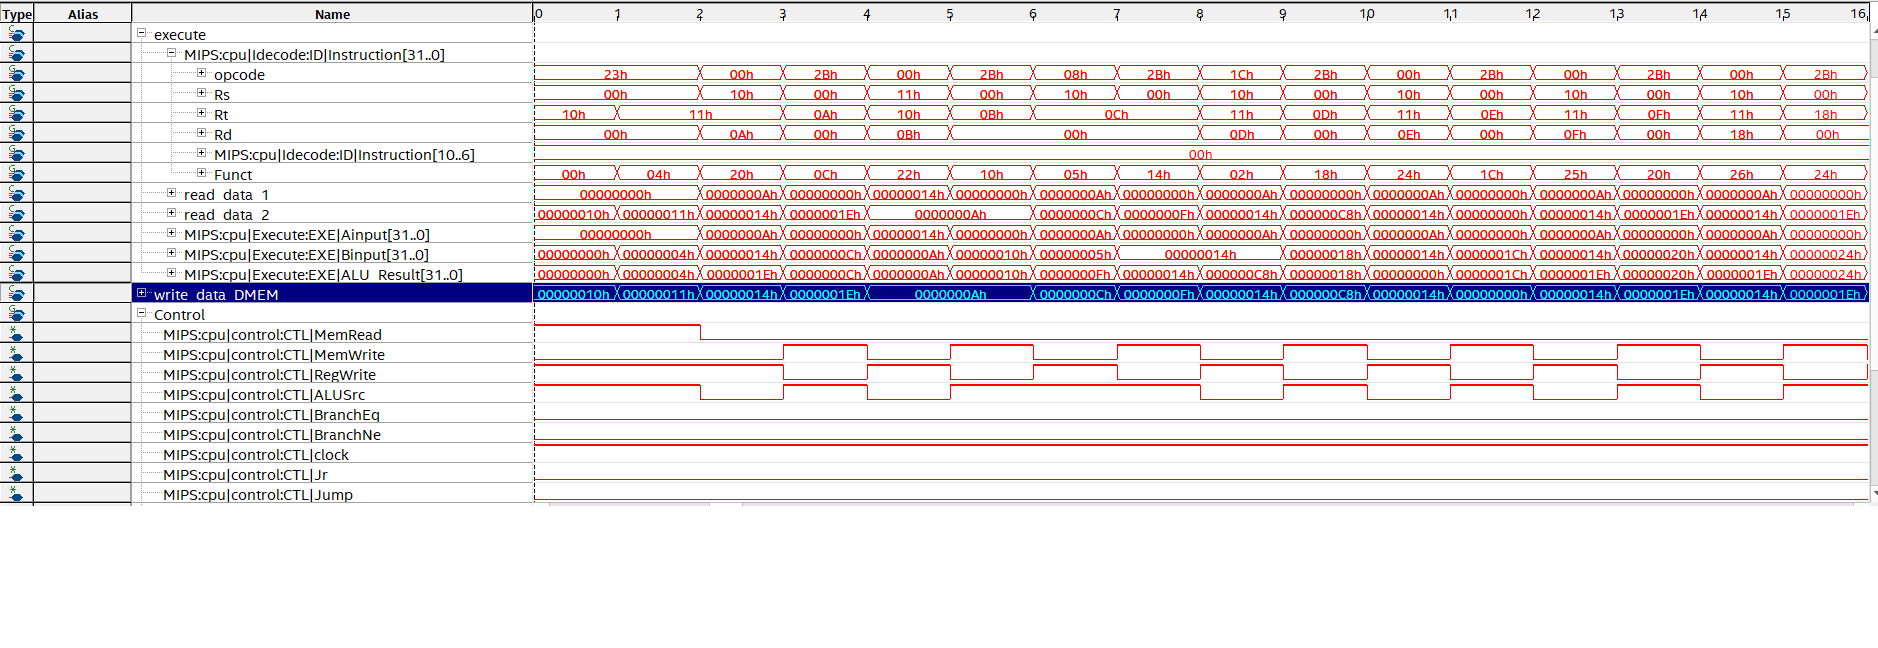 Type Alias Name 0 1 2 3 4 5 6 7 8 9 10 11 12 13 14 15 16
execute
MIPS:cpu|Idecode:ID|Instruction[31..0]
opcode 23h 00h 2Bh 00h 2Bh 08h 2Bh 1Ch 2Bh 00h 2Bh 00h 2Bh 00h 2Bh
Rs 00h 10h 00h 11h 00h 10h 00h 10h 00h 10h 00h 10h 00h 10h 00h
Rt 10h 11h 0Ah 10h 0Bh 0Ch 11h 0Dh 11h 0Eh 11h 0Fh 11h 18h
Rd 00h 0Ah 00h 0Bh 00h 0Dh 00h 0Eh 00h 0Fh 00h 18h 00h
MIPS:cpu|Idecode:ID|Instruction[10..6] 00h
Funct 00h 04h 20h 0Ch 22h 10h 05h 14h 02h 18h 24h 1Ch 25h 20h 26h 24h
read data 1 00000000h 0000000Ah 00000000h 00000014h 00000000h 0000000Ah 00000000h 0000000Ah 00000000h 0000000Ah 00000000h 0000000Ah 00000000h 0000000Ah 00000000h
read data 2 00000010h 00000011h 00000014h 0000001Eh 0000000Ah 0000000Ch 0000000Fh 00000014h 000000C8h 00000014h 00000000h 00000014h 0000001Eh 00000014h 0000001Eh
MIPS:cpu|Execute:EXE|Ainput[31..0] 00000000h 0000000Ah 00000000h 00000014h 00000000h 0000000Ah 00000000h 0000000Ah 00000000h 0000000Ah 00000000h 0000000Ah 00000000h 0000000Ah 00000000h
MIPS:cpu|Execute:EXE|Binput[31..0] 00000000h 00000004h 00000014h 0000000Ch 0000000Ah 00000010h 00000005h 00000014h 00000018h 00000014h 0000001Ch 00000014h 00000020h 00000014h 00000024h
MIPS:cpu|Execute:EXE|ALU Result[31..0] 00000000h 00000004h 0000001Eh 0000000Ch 0000000Ah 00000010h 0000000Fh 00000014h 000000C8h 00000018h 00000000h 0000001Ch 0000001Eh 00000020h 0000001Eh 00000024h
write data DMEM 00000010h 00000011h 00000014h 0000001Eh 0000000Ah 0000000Ch 0000000Fh 00000014h 000000C8h 00000014h 00000000h 00000014h 0000001Eh 00000014h 0000001Eh
Control
MIPS:cpu|control:CTL|MemRead
MIPS:cpu|control:CTL|MemWrite
MIPS:cpu|control:CTL|RegWrite
MIPS:cpu|control:CTL|ALUSrc
MIPS:cpu|control:CTL|BranchEq
MIPS:cpu|control:CTL|BranchNe
MIPS:cpu|control:CTL|clock
MIPS:cpu|control:CTL|Jr
MIPS:cpu|control:CTL|Jump